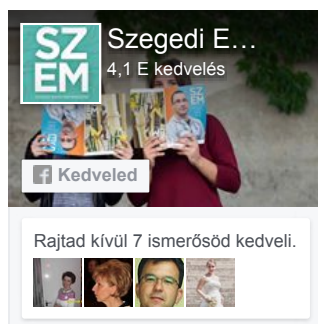 SZ
EM
Szegedi E...
4,1 E kedvelés
Kedveled
Rajtad kívül 7 ismerősöd kedveli.